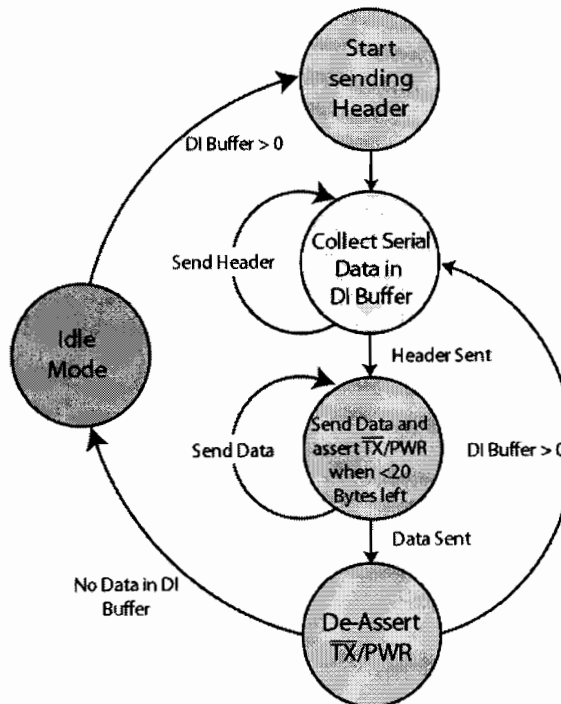 Start
sending
Header
DI Buffer > 0
Collect Serial
Data in
DI Buffer
Send Header
Idle
Mode
Header Sent
Send Data and
assert T̅X̅/PWR
when <20
Bytes left
Send Data
DI Buffer > 0
Data Sent
No Data in DI
Buffer
De-Assert
T̅X̅/PWR